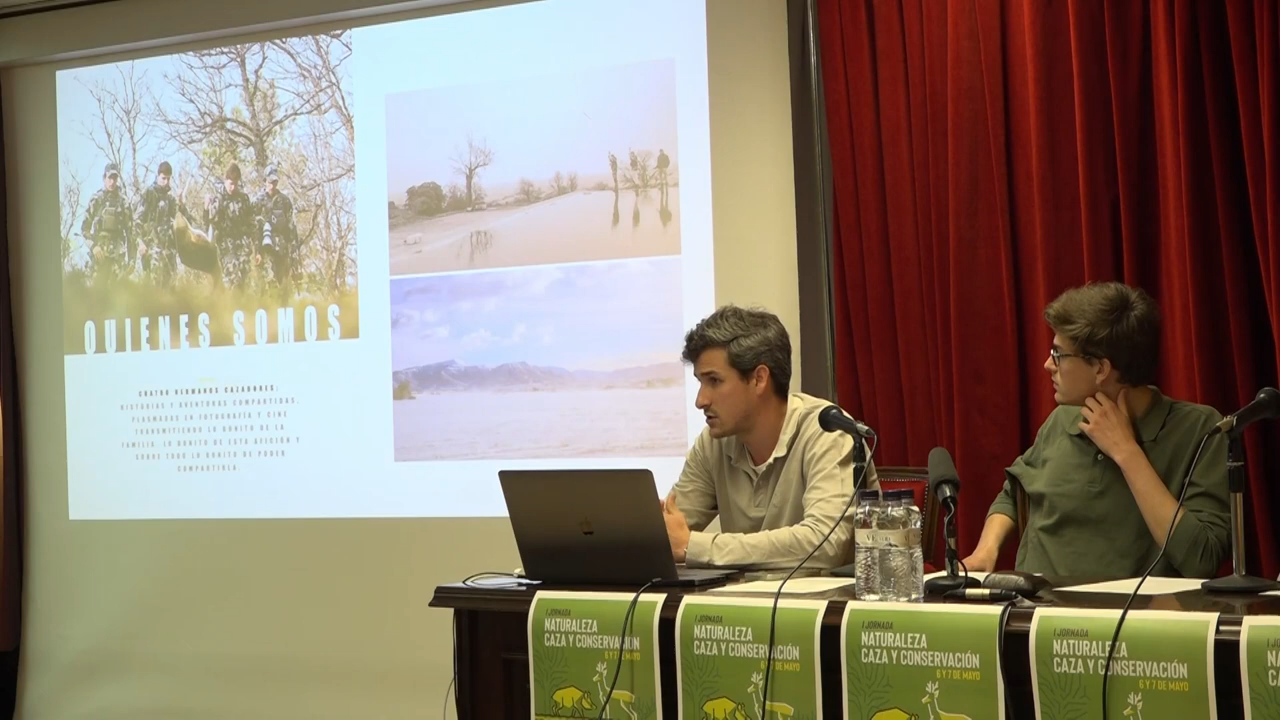 QUIENES SOMOS
CUATRO HERMANOS CAZADORES:
HISTORIAS Y AVENTURAS COMPARTIDAS,
PLASMADAS EN FOTOGRAFÍA Y CINE
TRANSMITIENDO LO BONITO DE LA
FAMILIA, LO BONITO DE ESTA AFICIÓN Y
SOBRE TODO LO BONITO DE PODER
COMPARTIRLA.
I JORNADA
NATURALEZA
CAZA Y CONSERVACIÓN
6 Y 7 DE MAYO
I JORNADA
NATURALEZA
CAZA Y CONSERVACIÓN
6 Y 7 DE MAYO
I JORNADA
NATURALEZA
CAZA Y CONSERVACIÓN
6 Y 7 DE MAYO
I JORNADA
NATURALEZA
CAZA Y CONSERVACIÓN
6 Y 7 DE MAYO